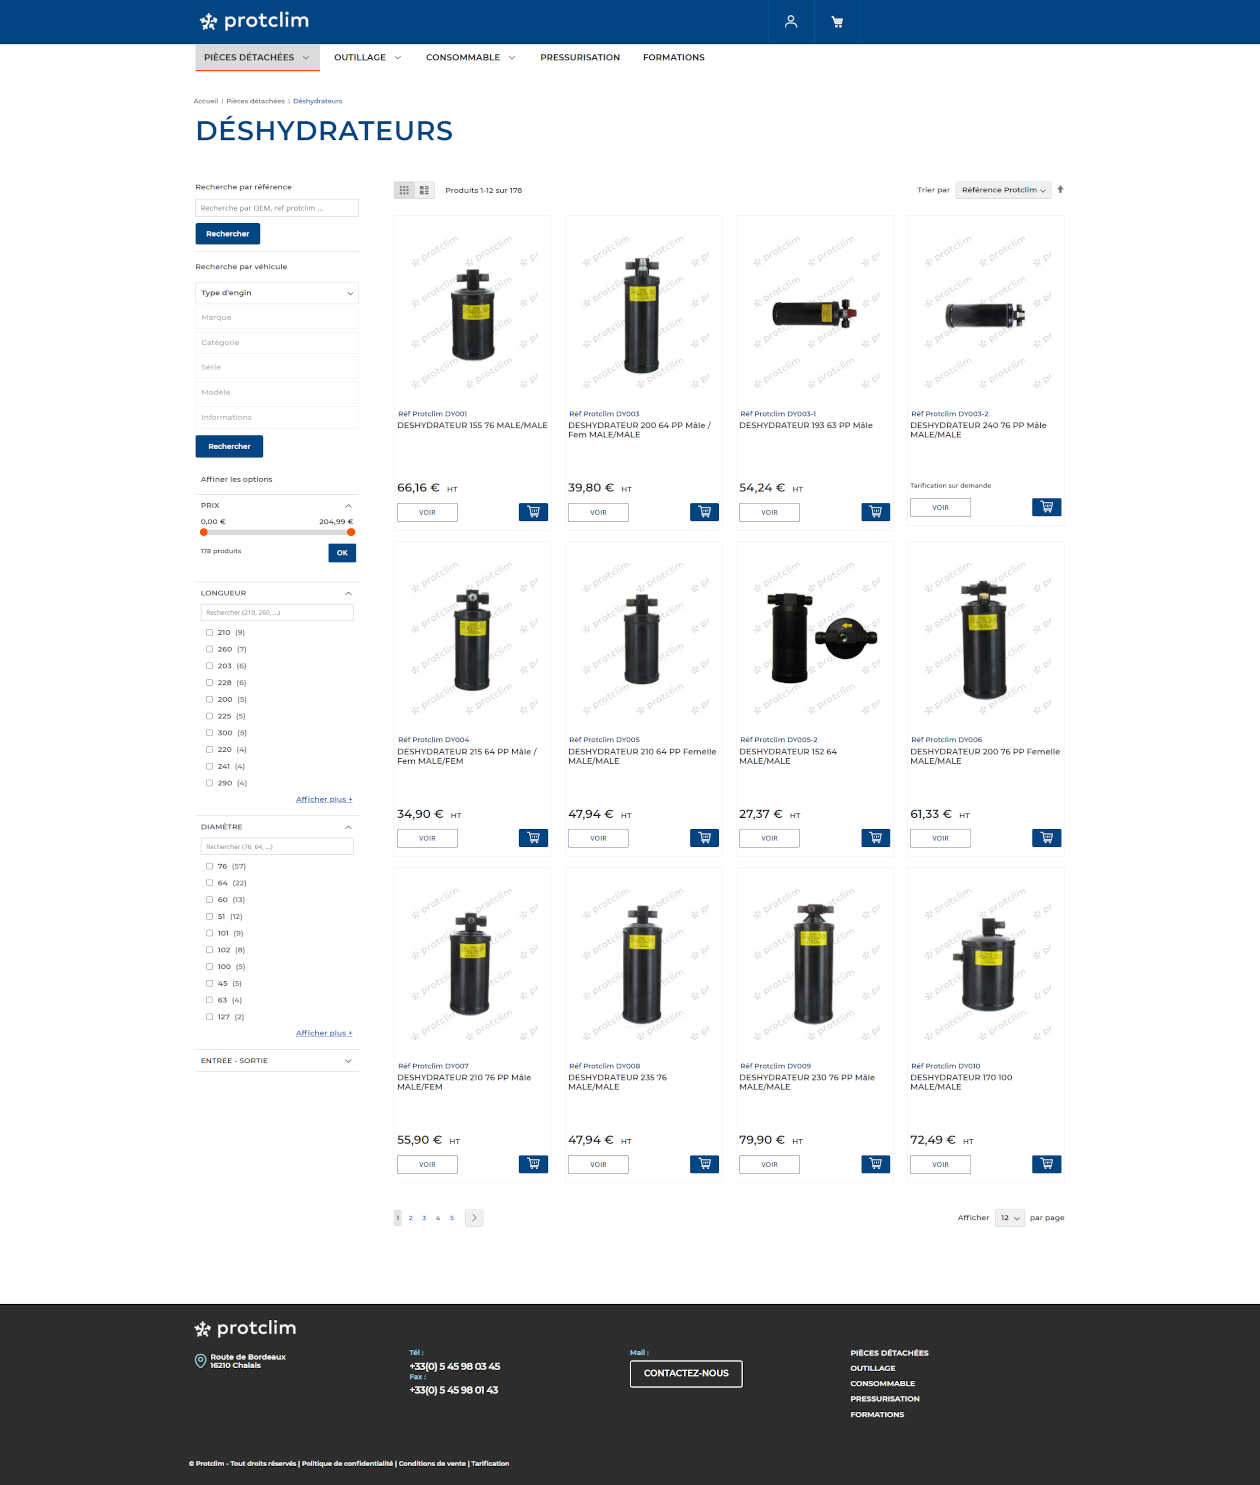 protclim
PIÈCES DÉTACHÉES
OUTILLAGE
CONSOMMABLE
PRESSURISATION
FORMATIONS
Accueil | Pièces détachées | Déshydrateurs
DÉSHYDRATEURS
Recherche par référence
Recherche par OEM, ref protclim ...
Rechercher
Recherche par véhicule
Type d'engin
Marque
Catégorie
Série
Modèle
Informations
Rechercher
Affiner les options
PRIX
0,00 € 204,99 €
178 produits
OK
LONGUEUR
Rechercher (210, 260, ...)
210 (9)
260 (7)
203 (6)
228 (6)
200 (5)
225 (5)
300 (5)
220 (4)
241 (4)
290 (4)
Afficher plus +
DIAMÈTRE
Rechercher (76, 64, ...)
76 (57)
64 (22)
60 (13)
51 (12)
101 (9)
102 (8)
100 (5)
45 (5)
63 (4)
127 (2)
Afficher plus +
ENTRÉE - SORTIE
Produits 1-12 sur 178
Trier par Référence Protclim
Réf Protclim DY001
DESHYDRATEUR 155 76 MALE/MALE
66,16 € HT
VOIR
Réf Protclim DY003
DESHYDRATEUR 200 64 PP Mâle /
Fem MALE/MALE
39,80 € HT
VOIR
Réf Protclim DY003-1
DESHYDRATEUR 193 63 PP Mâle
54,24 € HT
VOIR
Réf Protclim DY003-2
DESHYDRATEUR 240 76 PP Mâle
MALE/MALE
Tarification sur demande
VOIR
Réf Protclim DY004
DESHYDRATEUR 215 64 PP Mâle /
Fem MALE/FEM
34,90 € HT
VOIR
Réf Protclim DY005
DESHYDRATEUR 210 64 PP Femelle
MALE/MALE
47,94 € HT
VOIR
Réf Protclim DY005-2
DESHYDRATEUR 152 64
MALE/MALE
27,37 € HT
VOIR
Réf Protclim DY006
DESHYDRATEUR 200 76 PP Femelle
MALE/MALE
61,33 € HT
VOIR
Réf Protclim DY007
DESHYDRATEUR 210 76 PP Mâle
MALE/FEM
55,90 € HT
VOIR
Réf Protclim DY008
DESHYDRATEUR 235 76
MALE/MALE
47,94 € HT
VOIR
Réf Protclim DY009
DESHYDRATEUR 230 76 PP Mâle
MALE/MALE
79,90 € HT
VOIR
Réf Protclim DY010
DESHYDRATEUR 170 100
MALE/MALE
72,49 € HT
VOIR
1 2 3 4 5
Afficher 12 par page
protclim
Route de Bordeaux
16210 Chalais
Tél :
+33(0) 5 45 98 03 45
Fax :
+33(0) 5 45 98 01 43
Mail :
CONTACTEZ-NOUS
PIÈCES DÉTACHÉES
OUTILLAGE
CONSOMMABLE
PRESSURISATION
FORMATIONS
© Protclim - Tout droits réservés | Politique de confidentialité | Conditions de vente | Tarification